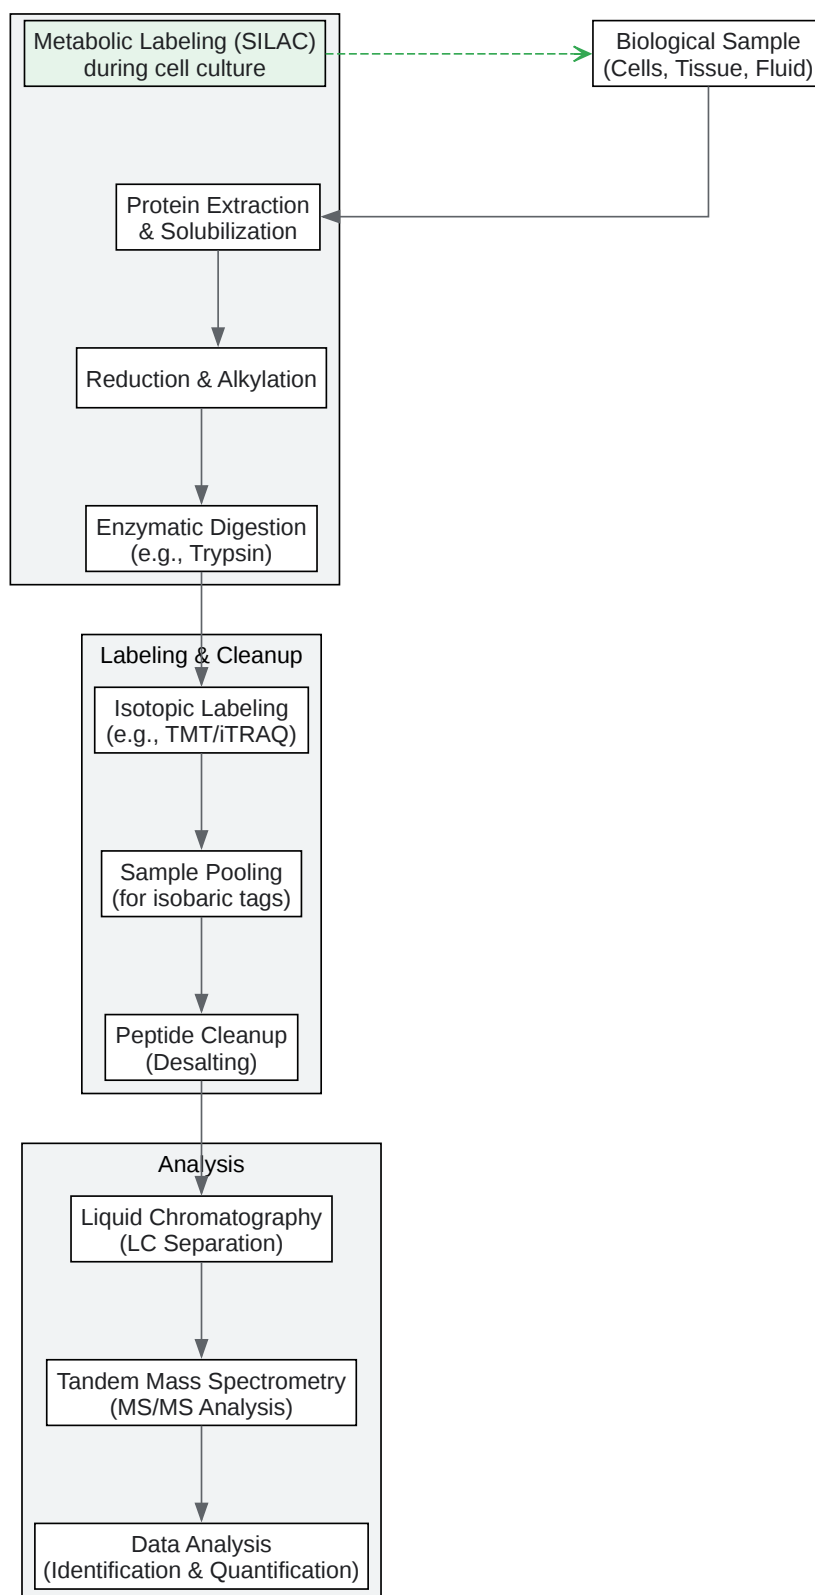 Metabolic Labeling (SILAC)
during cell culture
Biological Sample
(Cells, Tissue, Fluid)
Protein Extraction
& Solubilization
Reduction & Alkylation
Enzymatic Digestion
(e.g., Trypsin)
Labeling & Cleanup
Isotopic Labeling
(e.g., TMT/iTRAQ)
Sample Pooling
(for isobaric tags)
Peptide Cleanup
(Desalting)
Analysis
Liquid Chromatography
(LC Separation)
Tandem Mass Spectrometry
(MS/MS Analysis)
Data Analysis
(Identification & Quantification)